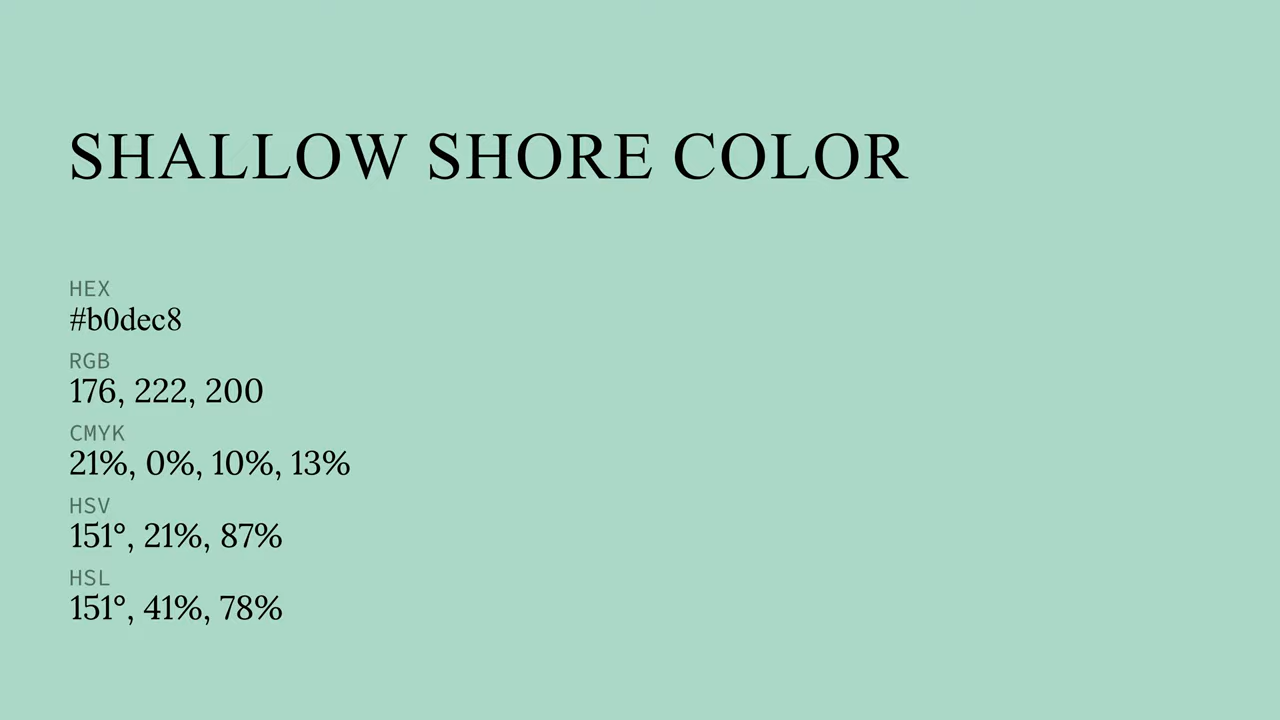 SHALLOW SHORE COLOR
HEX
#b0dec8
RGB
176, 222, 200
CMYK
21%, 0%, 10%, 13%
HSV
151°, 21%, 87%
HSL
151°, 41%, 78%